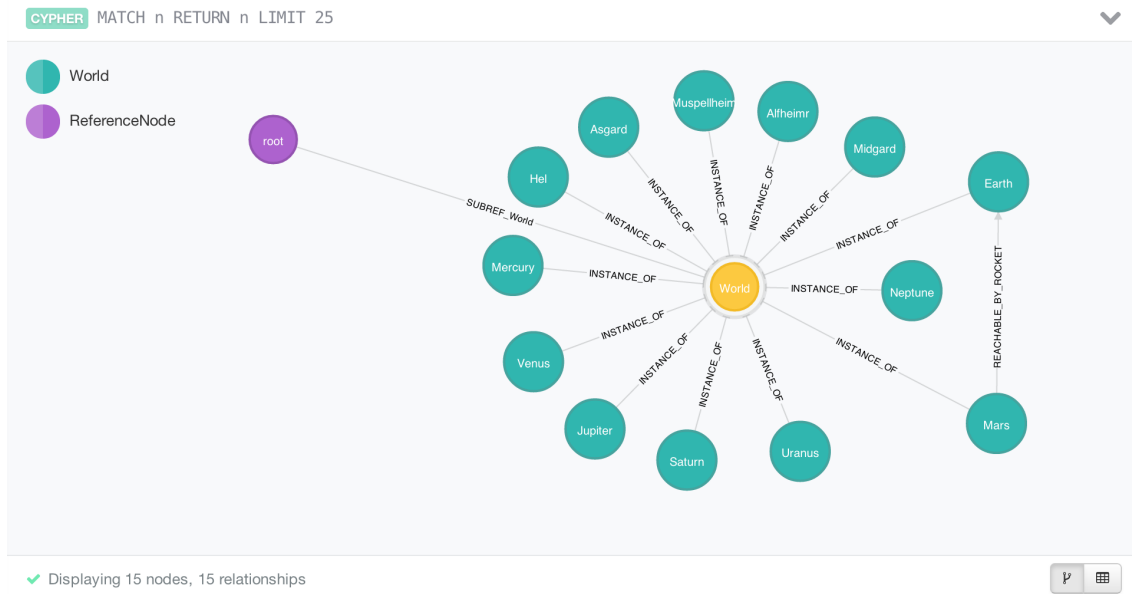 CYPHER MATCH n RETURN n LIMIT 25
World
ReferenceNode
root
SUBREF_World
Muspellheim
Alfheimr
Asgard
Midgard
Hel
Earth
Mercury
World
Neptune
Venus
Jupiter
Saturn
Uranus
Mars
INSTANCE_OF
INSTANCE_OF
INSTANCE_OF
INSTANCE_OF
INSTANCE_OF
INSTANCE_OF
INSTANCE_OF
INSTANCE_OF
INSTANCE_OF
INSTANCE_OF
INSTANCE_OF
INSTANCE_OF
INSTANCE_OF
REACHABLE_BY_ROCKET
Displaying 15 nodes, 15 relationships